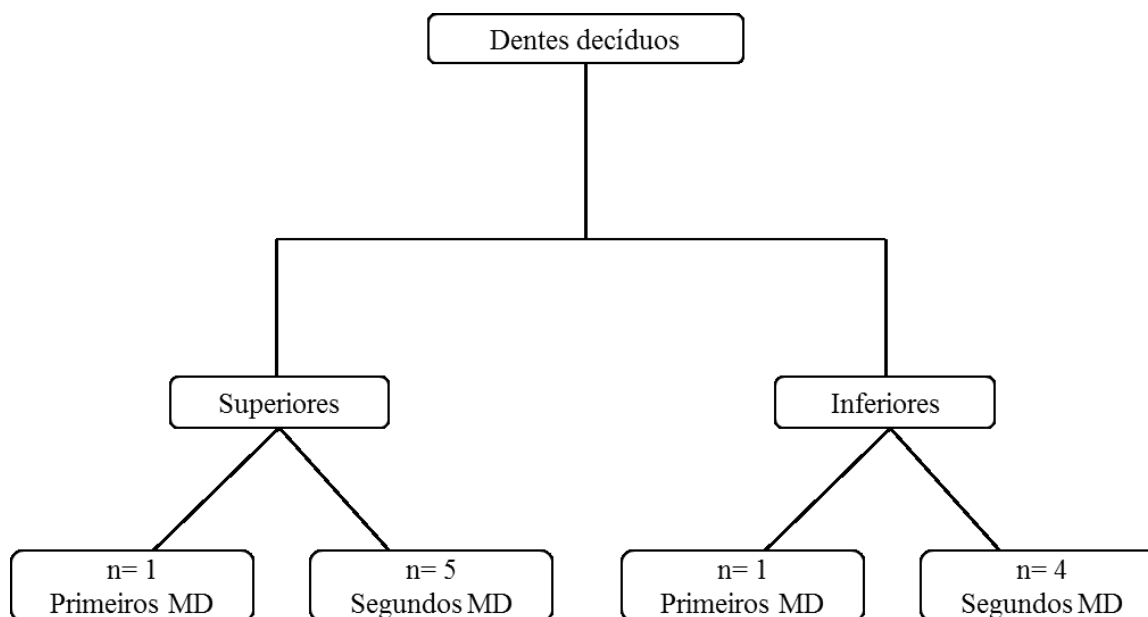 Dentes decíduos
Superiores
Inferiores
n= 1
Primeiros MD
n= 5
Segundos MD
n= 1
Primeiros MD
n= 4
Segundos MD